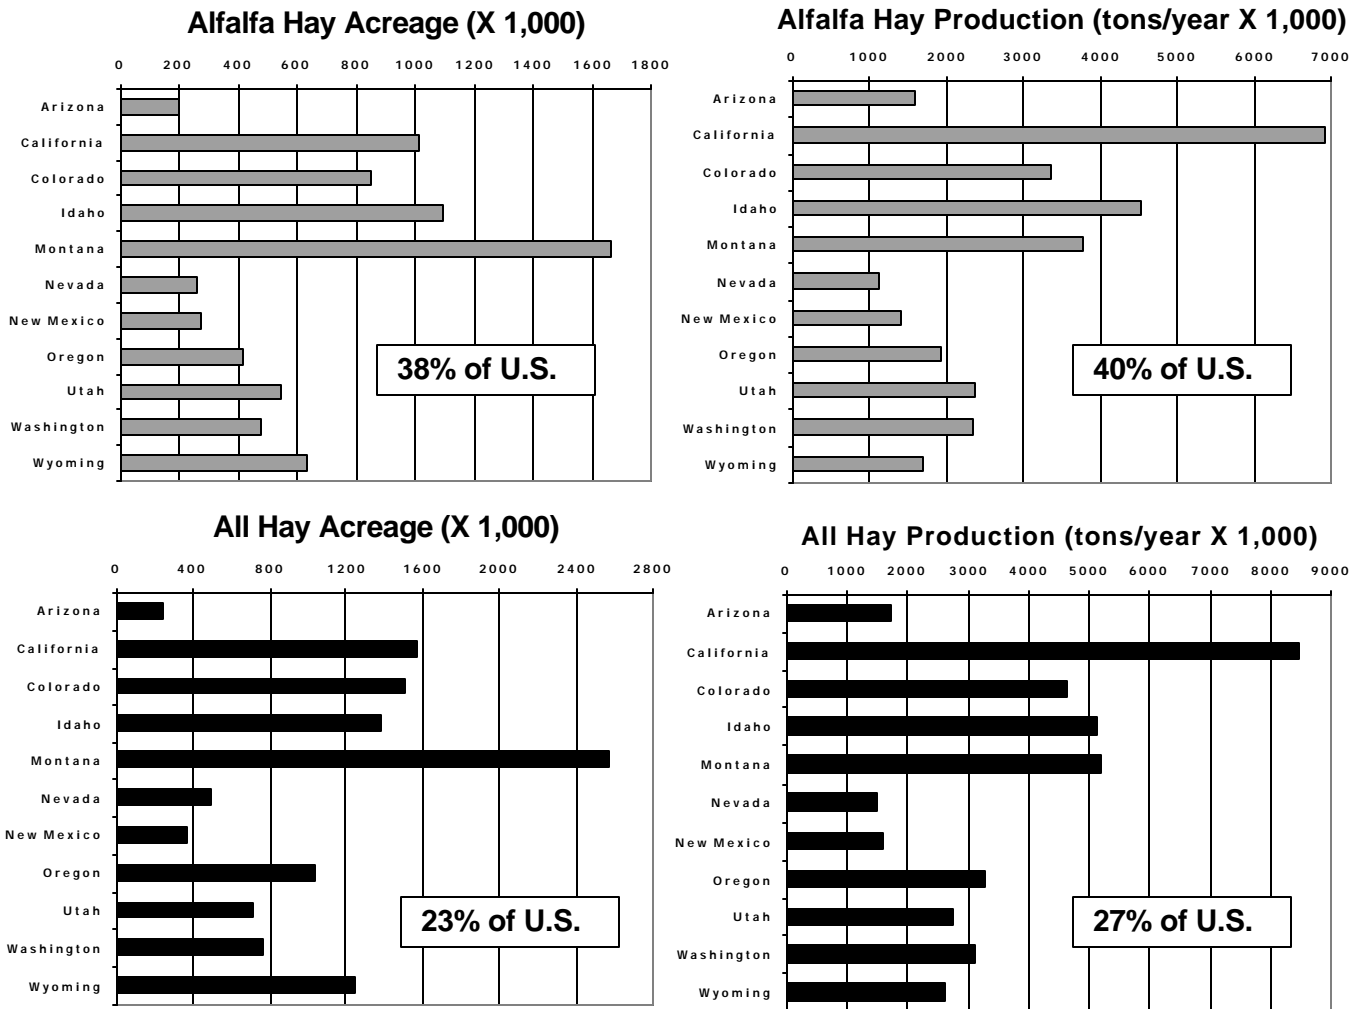 Alfalfa Hay Acreage (X 1,000)
0 200 400 600 800 1000 1200 1400 1600 1800
Arizona
California
Colorado
Idaho
Montana
Nevada
New Mexico
Oregon
Utah
Washington
Wyoming
38% of U.S.
Alfalfa Hay Production (tons/year X 1,000)
0 1000 2000 3000 4000 5000 6000 7000
Arizona
California
Colorado
Idaho
Montana
Nevada
New Mexico
Oregon
Utah
Washington
Wyoming
40% of U.S.
All Hay Acreage (X 1,000)
0 400 800 1200 1600 2000 2400 2800
Arizona
California
Colorado
Idaho
Montana
Nevada
New Mexico
Oregon
Utah
Washington
Wyoming
23% of U.S.
All Hay Production (tons/year X 1,000)
0 1000 2000 3000 4000 5000 6000 7000 8000 9000
Arizona
California
Colorado
Idaho
Montana
Nevada
New Mexico
Oregon
Utah
Washington
Wyoming
27% of U.S.